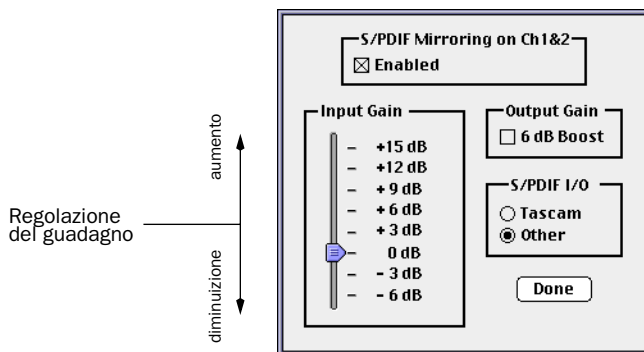 S/PDIF Mirroring on Ch1&2
Enabled
aumento
Regolazione
del guadagno
diminuizione
Input Gain
+15 dB
+12 dB
+ 9 dB
+ 6 dB
+ 3 dB
0 dB
- 3 dB
- 6 dB
Output Gain
6 dB Boost
S/PDIF I/O
Tascam
Other
Done